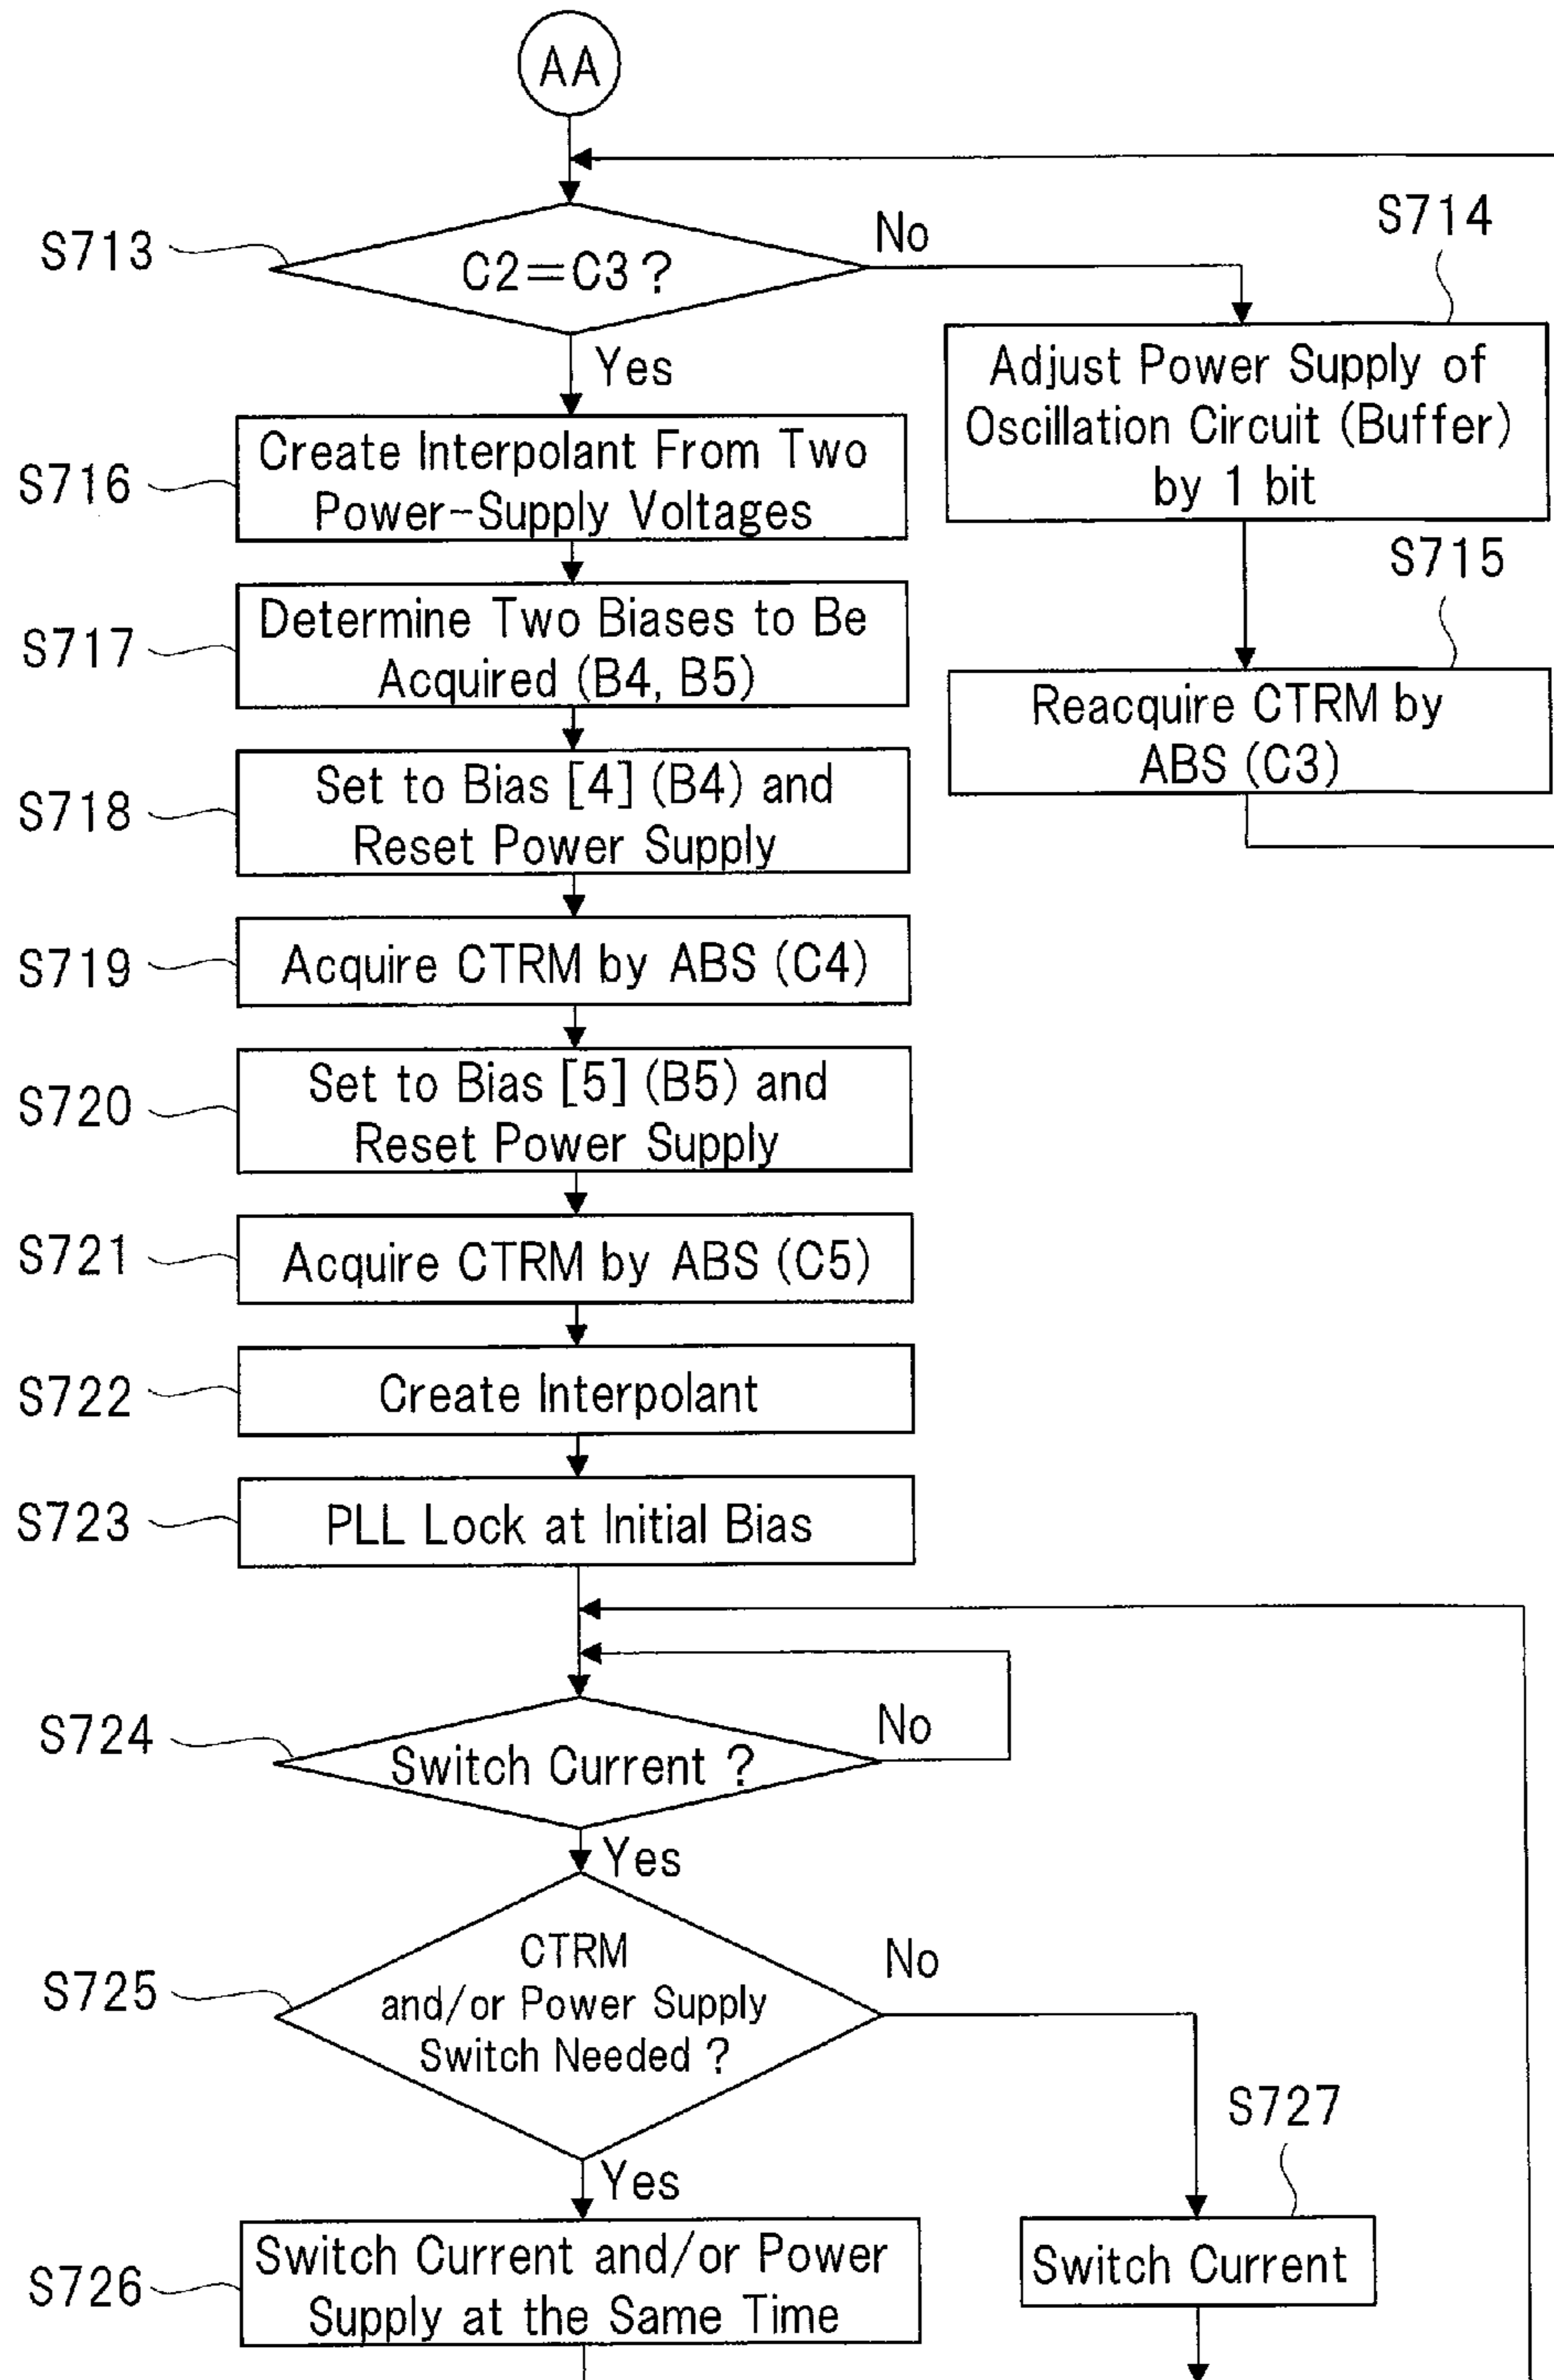 AA
S713
C2=C3?
No
Yes
S714
Adjust Power Supply of
Oscillation Circuit (Buffer)
by 1 bit
S715
Reacquire CTRM by
ABS (C3)
S716
Create Interpolant From Two
Power-Supply Voltages
S717
Determine Two Biases to Be
Acquired (B4, B5)
S718
Set to Bias [4] (B4) and
Reset Power Supply
S719
Acquire CTRM by ABS (C4)
S720
Set to Bias [5] (B5) and
Reset Power Supply
S721
Acquire CTRM by ABS (C5)
S722
Create Interpolant
S723
PLL Lock at Initial Bias
S724
Switch Current ?
No
Yes
S725
CTRM
and/or Power Supply
Switch Needed ?
No
Yes
S726
Switch Current and/or Power
Supply at the Same Time
S727
Switch Current